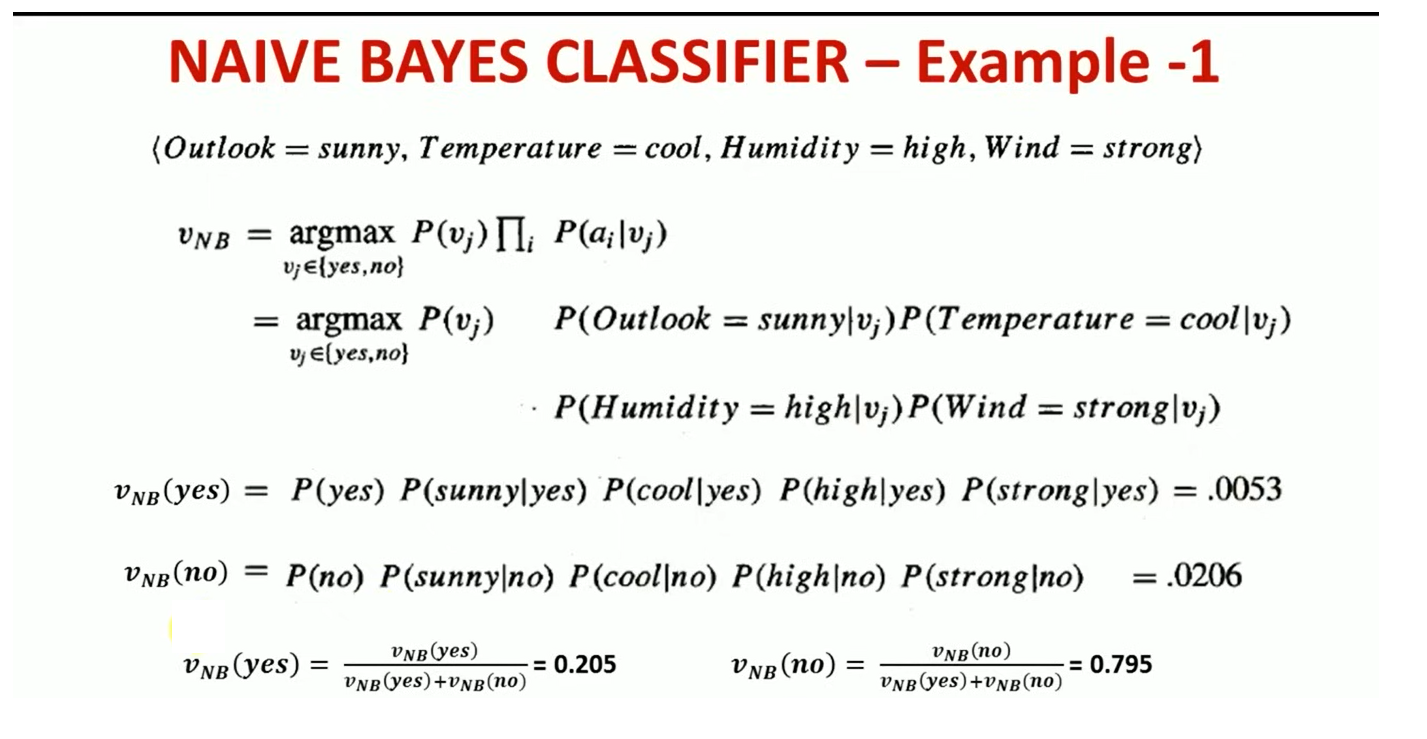 NAIVE BAYES CLASSIFIER – Example -1
⟨Outlook = sunny, Temperature = cool, Humidity = high, Wind = strong⟩
v_NB = argmax P(v_j) ∏_i P(a_i|v_j)
v_j∈{yes,no}
= argmax P(v_j) P(Outlook = sunny|v_j)P(Temperature = cool|v_j)
v_j∈{yes,no}
· P(Humidity = high|v_j)P(Wind = strong|v_j)
v_NB(yes) = P(yes) P(sunny|yes) P(cool|yes) P(high|yes) P(strong|yes) = .0053
v_NB(no) = P(no) P(sunny|no) P(cool|no) P(high|no) P(strong|no) = .0206
v_NB(yes) = v_NB(yes) / (v_NB(yes)+v_NB(no)) = 0.205 v_NB(no) = v_NB(no) / (v_NB(yes)+v_NB(no)) = 0.795